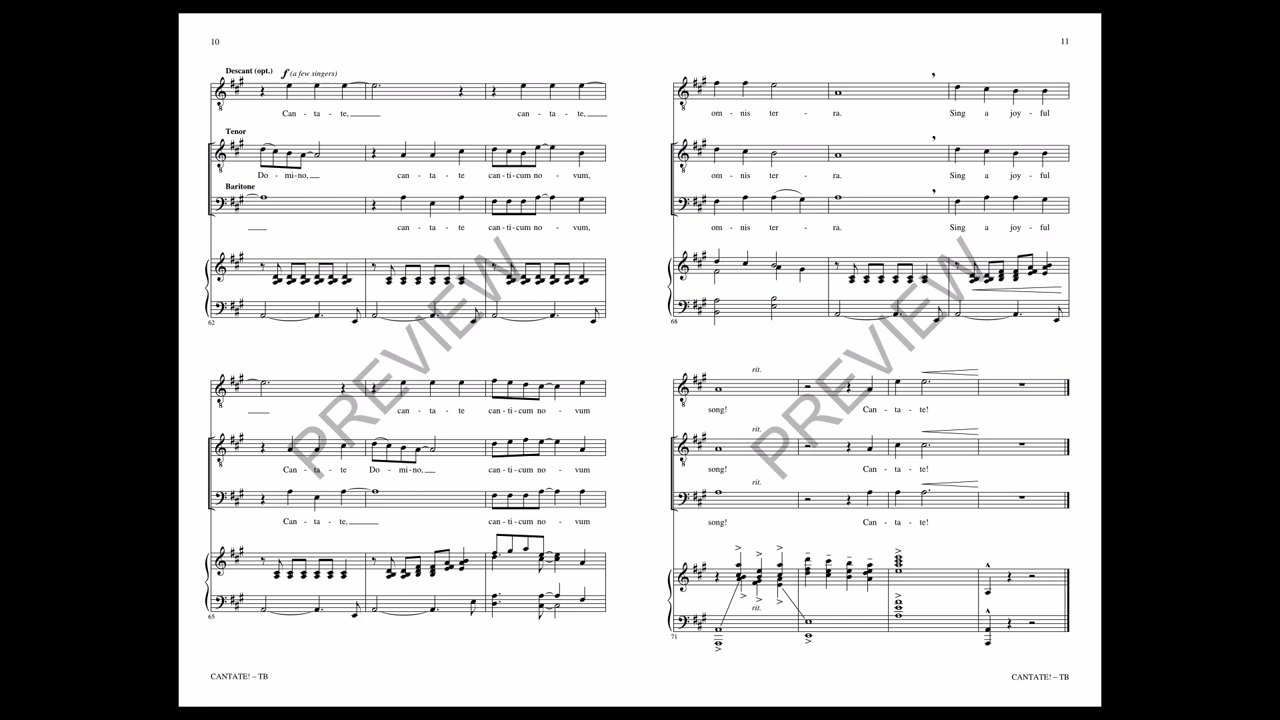 10
Descant (opt.) f (a few singers)
Can - ta - te, can - ta - te,
Tenor
Do - mi-no, can - ta - te can-ti-cum no - vum,
Baritone
can - ta - te can-ti-cum no - vum,
62
can - ta - te can-ti-cum no - vum
Can - ta - te Do - mi-no, can-ti-cum no - vum
Can - ta - te, can-ti-cum no - vum
65
CANTATE! – TB
PREVIEW
11
om - nis ter - ra. Sing a joy - ful
om - nis ter - ra. Sing a joy - ful
om - nis ter - ra. Sing a joy - ful
68
rit.
song! Can - ta - te!
rit.
song! Can - ta - te!
rit.
song! Can - ta - te!
rit.
71
CANTATE! – TB
PREVIEW